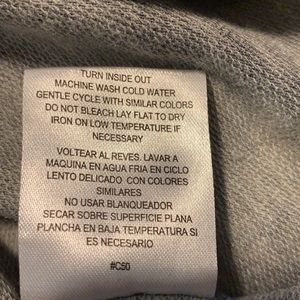 TURN INSIDE OUT
MACHINE WASH COLD WATER
GENTLE CYCLE WITH SIMILAR COLORS
DO NOT BLEACH LAY FLAT TO DRY
IRON ON LOW TEMPERATURE IF
NECESSARY
VOLTEAR AL REVES. LAVAR A
MAQUINA EN AGUA FRIA EN CICLO
LENTO DELICADO CON COLORES
SIMILARES
NO USAR BLANQUEADOR
SECAR SOBRE SUPERFICIE PLANA
PLANCHA EN BAJA TEMPERATURA SI
ES NECESARIO
#C50